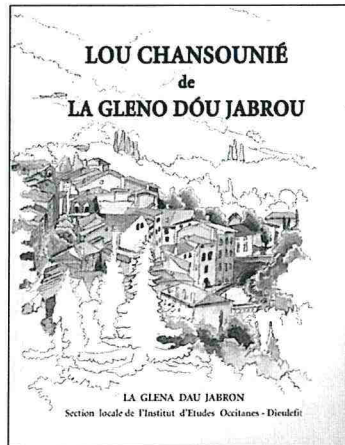 LOU CHANSOUNIÉ
de
LA GLENO DÓU JABROU
LA GLENA DAU JABRON
Section locale de l'Institut d'Etudes Occitanes - Dieulefit